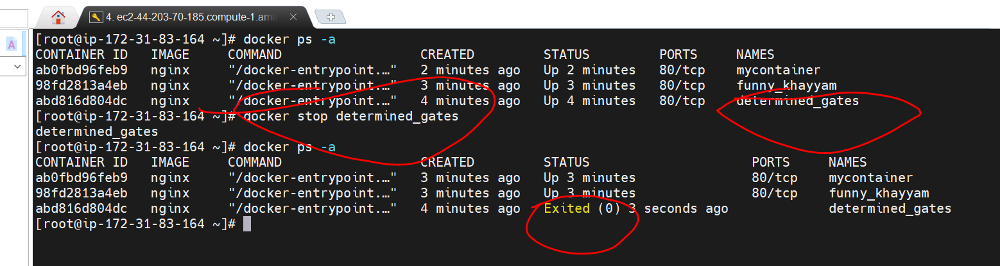 4. ec2-44-203-70-185.compute-1.ama
A
[root@ip-172-31-83-164 ~]# docker ps -a
CONTAINER ID   IMAGE     COMMAND                  CREATED         STATUS         PORTS     NAMES
ab0fbd96feb9   nginx     "/docker-entrypoint.…"   2 minutes ago   Up 2 minutes   80/tcp    mycontainer
98fd2813a4eb   nginx     "/docker-entrypoint.…"   3 minutes ago   Up 3 minutes   80/tcp    funny_khayyam
abd816d804dc   nginx     "/docker-entrypoint.…"   4 minutes ago   Up 4 minutes   80/tcp    determined_gates
[root@ip-172-31-83-164 ~]# docker stop determined_gates
determined_gates
[root@ip-172-31-83-164 ~]# docker ps -a
CONTAINER ID   IMAGE     COMMAND                  CREATED         STATUS                     PORTS     NAMES
ab0fbd96feb9   nginx     "/docker-entrypoint.…"   3 minutes ago   Up 3 minutes               80/tcp    mycontainer
98fd2813a4eb   nginx     "/docker-entrypoint.…"   3 minutes ago   Up 3 minutes               80/tcp    funny_khayyam
abd816d804dc   nginx     "/docker-entrypoint.…"   4 minutes ago   Exited (0) 3 seconds ago             determined_gates
[root@ip-172-31-83-164 ~]#